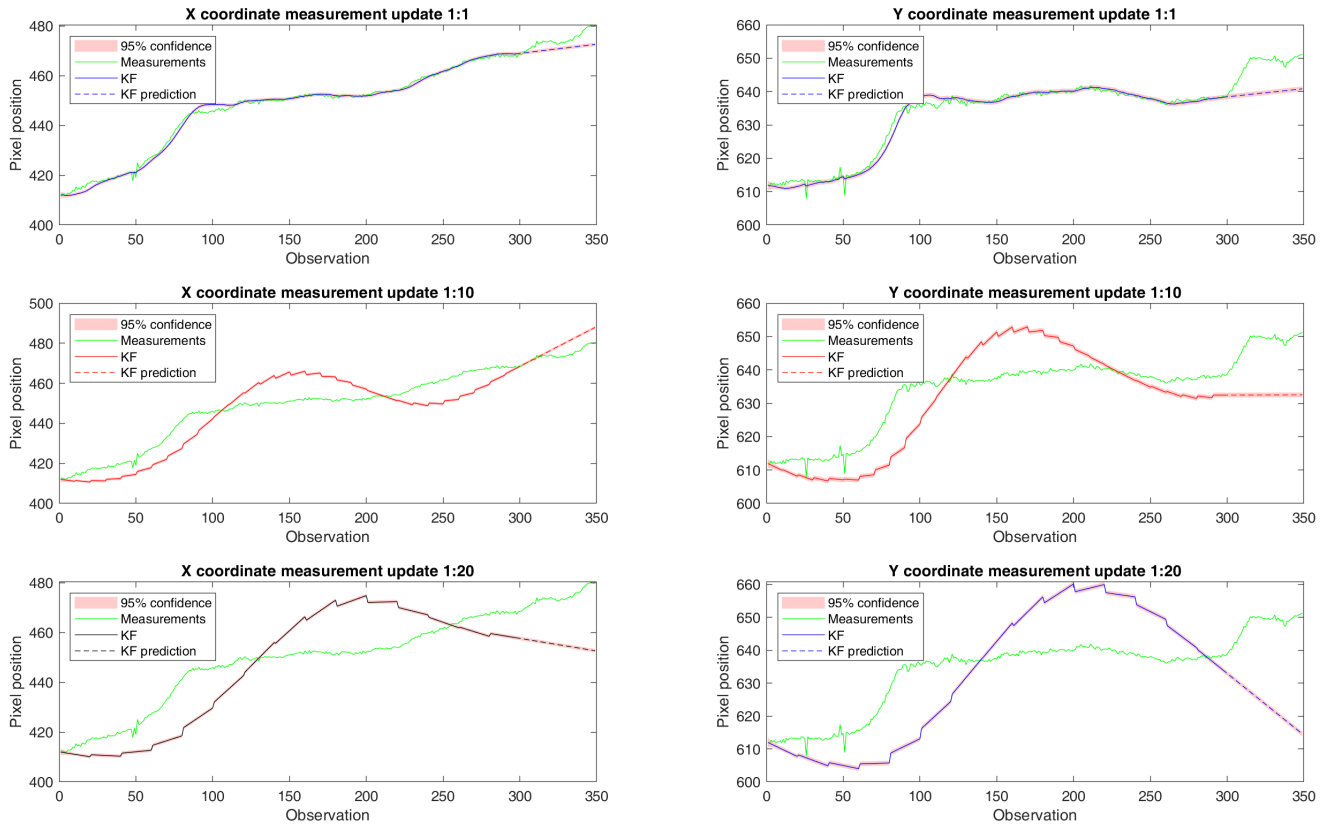 X coordinate measurement update 1:1
480
460
440
420
400
Pixel position
95% confidence
Measurements
KF
KF prediction
0 50 100 150 200 250 300 350
Observation
Y coordinate measurement update 1:1
660
650
640
630
620
610
600
Pixel position
95% confidence
Measurements
KF
KF prediction
0 50 100 150 200 250 300 350
Observation
X coordinate measurement update 1:10
500
480
460
440
420
400
Pixel position
95% confidence
Measurements
KF
KF prediction
0 50 100 150 200 250 300 350
Observation
Y coordinate measurement update 1:10
660
650
640
630
620
610
600
Pixel position
95% confidence
Measurements
KF
KF prediction
0 50 100 150 200 250 300 350
Observation
X coordinate measurement update 1:20
480
460
440
420
400
Pixel position
95% confidence
Measurements
KF
KF prediction
0 50 100 150 200 250 300 350
Observation
Y coordinate measurement update 1:20
660
650
640
630
620
610
600
Pixel position
95% confidence
Measurements
KF
KF prediction
0 50 100 150 200 250 300 350
Observation